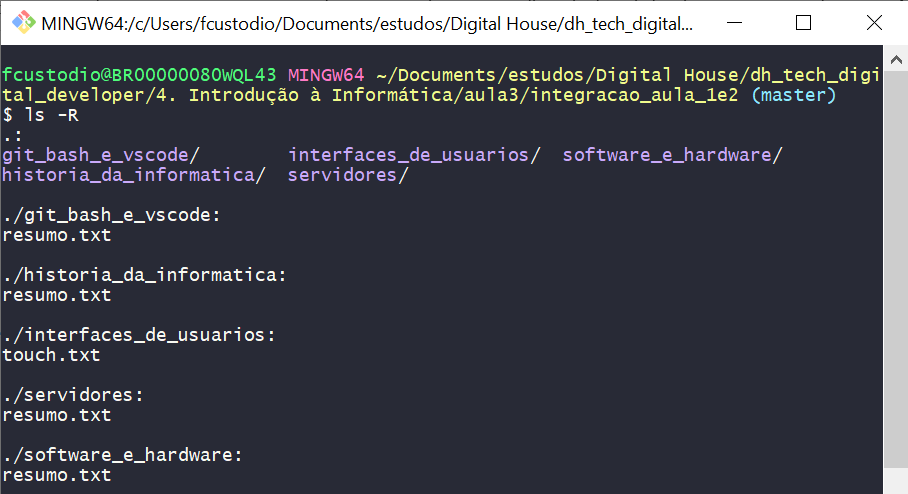 MINGW64:/c/Users/fcustodio/Documents/estudos/Digital House/dh_tech_digital...
fcustodio@BR00000080WQL43 MINGW64 ~/Documents/estudos/Digital House/dh_tech_digi
tal_developer/4. Introdução à Informática/aula3/integracao_aula_1e2 (master)
$ ls -R
.:
git_bash_e_vscode/        interfaces_de_usuarios/  software_e_hardware/
historia_da_informatica/  servidores/
./git_bash_e_vscode:
resumo.txt
./historia_da_informatica:
resumo.txt
./interfaces_de_usuarios:
touch.txt
./servidores:
resumo.txt
./software_e_hardware:
resumo.txt